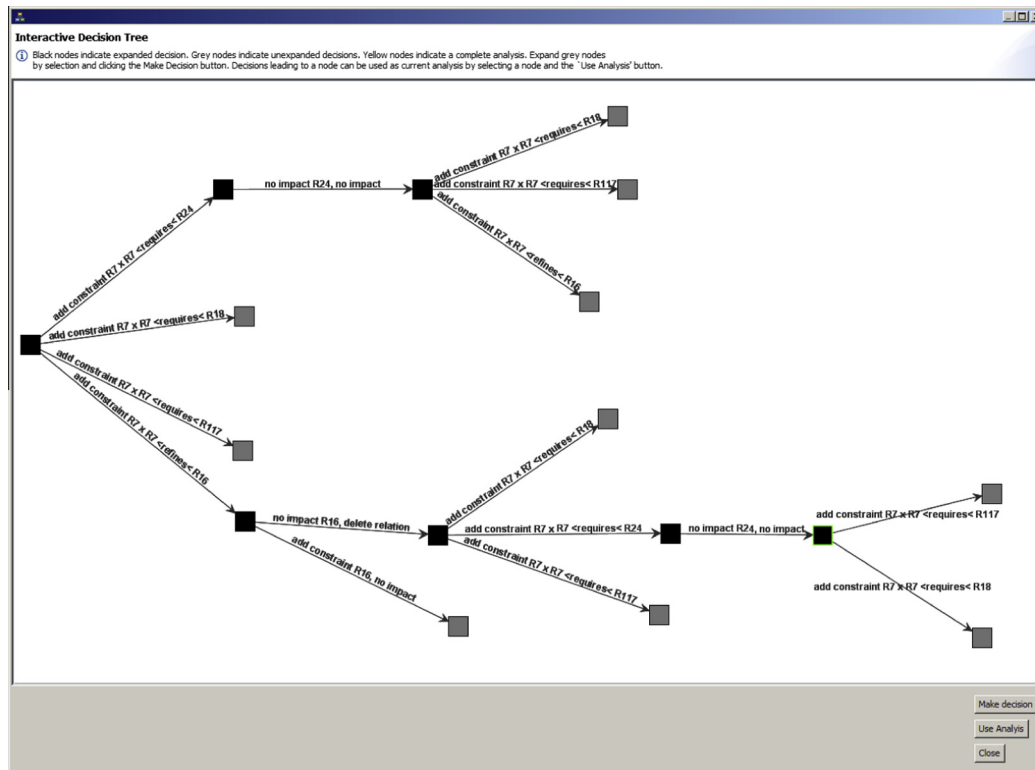 Interactive Decision Tree
Black nodes indicate expanded decision. Grey nodes indicate unexpanded decisions. Yellow nodes indicate a complete analysis. Expand grey nodes
by selection and clicking the Make Decision button. Decisions leading to a node can be used as current analysis by selecting a node and the `Use Analysis' button.
add constraint R7 x R7 <requires< R18
no impact R24, no impact
add constraint R7 x R7 <requires< R117
add constraint R7 x R7 <requires< R24
add constraint R7 x R7 <refines< R16
add constraint R7 x R7 <requires< R18
add constraint R7 x R7 <requires< R117
add constraint R7 x R7 <refines< R16
add constraint R7 x R7 <requires< R18
no impact R16, delete relation
add constraint R7 x R7 <requires< R24
no impact R24, no impact
add constraint R7 x R7 <requires< R117
add constraint R16, no impact
add constraint R7 x R7 <requires< R117
add constraint R7 x R7 <requires< R18
Make decision
Use Analyis
Close